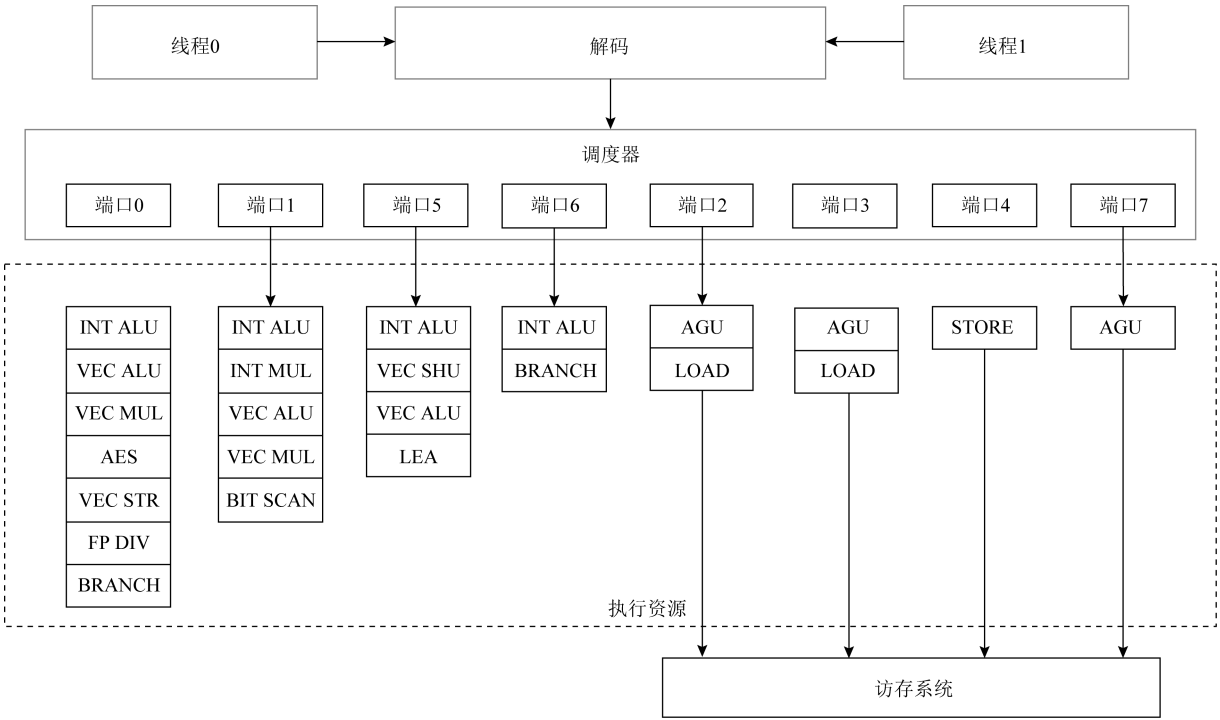 线程0
解码
线程1
调度器
端口0
端口1
端口5
端口6
端口2
端口3
端口4
端口7
INT ALU
VEC ALU
VEC MUL
AES
VEC STR
FP DIV
BRANCH
INT ALU
INT MUL
VEC ALU
VEC MUL
BIT SCAN
INT ALU
VEC SHU
VEC ALU
LEA
INT ALU
BRANCH
AGU
LOAD
AGU
LOAD
STORE
AGU
执行资源
访存系统